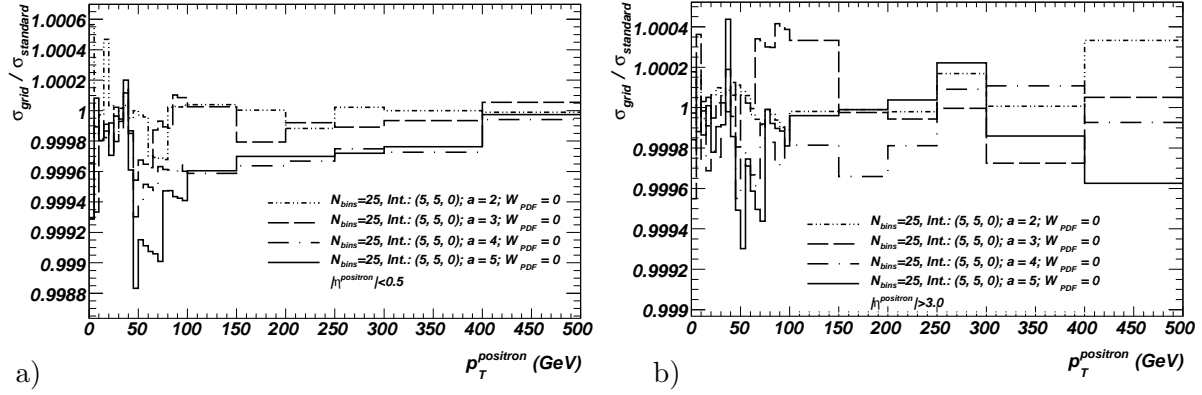 σgrid / σstandard
1.0006
1.0004
1.0002
1
0.9998
0.9996
0.9994
0.9992
0.999
0.9988
N_bins=25, Int.: (5, 5, 0); a = 2; W_PDF = 0
N_bins=25, Int.: (5, 5, 0); a = 3; W_PDF = 0
N_bins=25, Int.: (5, 5, 0); a = 4; W_PDF = 0
N_bins=25, Int.: (5, 5, 0); a = 5; W_PDF = 0
|η^positron|<0.5
0 50 100 150 200 250 300 350 400 450 500
p_T^positron (GeV)
a)
σgrid / σstandard
1.0004
1.0002
1
0.9998
0.9996
0.9994
0.9992
0.999
N_bins=25, Int.: (5, 5, 0); a = 2; W_PDF = 0
N_bins=25, Int.: (5, 5, 0); a = 3; W_PDF = 0
N_bins=25, Int.: (5, 5, 0); a = 4; W_PDF = 0
N_bins=25, Int.: (5, 5, 0); a = 5; W_PDF = 0
|η^positron|>3.0
0 50 100 150 200 250 300 350 400 450 500
p_T^positron (GeV)
b)